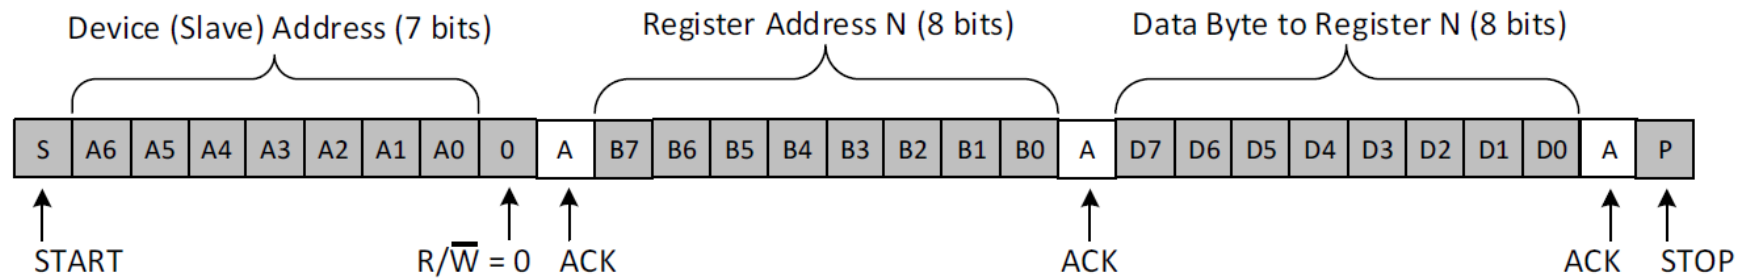 Device (Slave) Address (7 bits) Register Address N (8 bits) Data Byte to Register N (8 bits)
S A6 A5 A4 A3 A2 A1 A0 0 A B7 B6 B5 B4 B3 B2 B1 B0 A D7 D6 D5 D4 D3 D2 D1 D0 A P
START R/W̅ = 0 ACK ACK ACK STOP